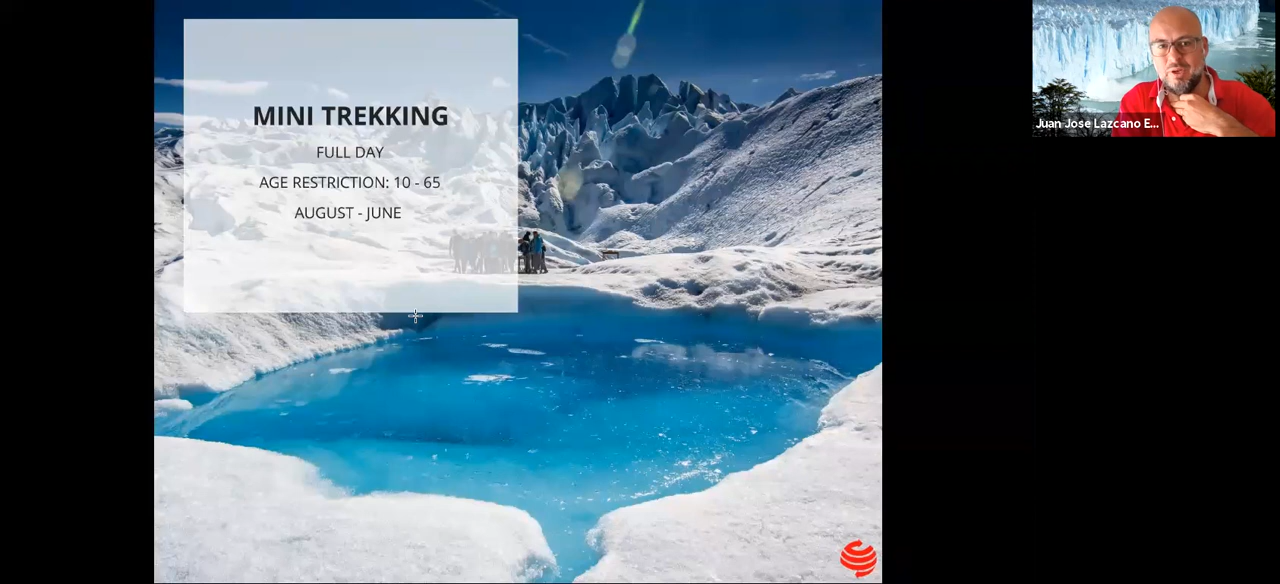 MINI TREKKING
FULL DAY
AGE RESTRICTION: 10 - 65
AUGUST - JUNE
Juan Jose Lazcano E...